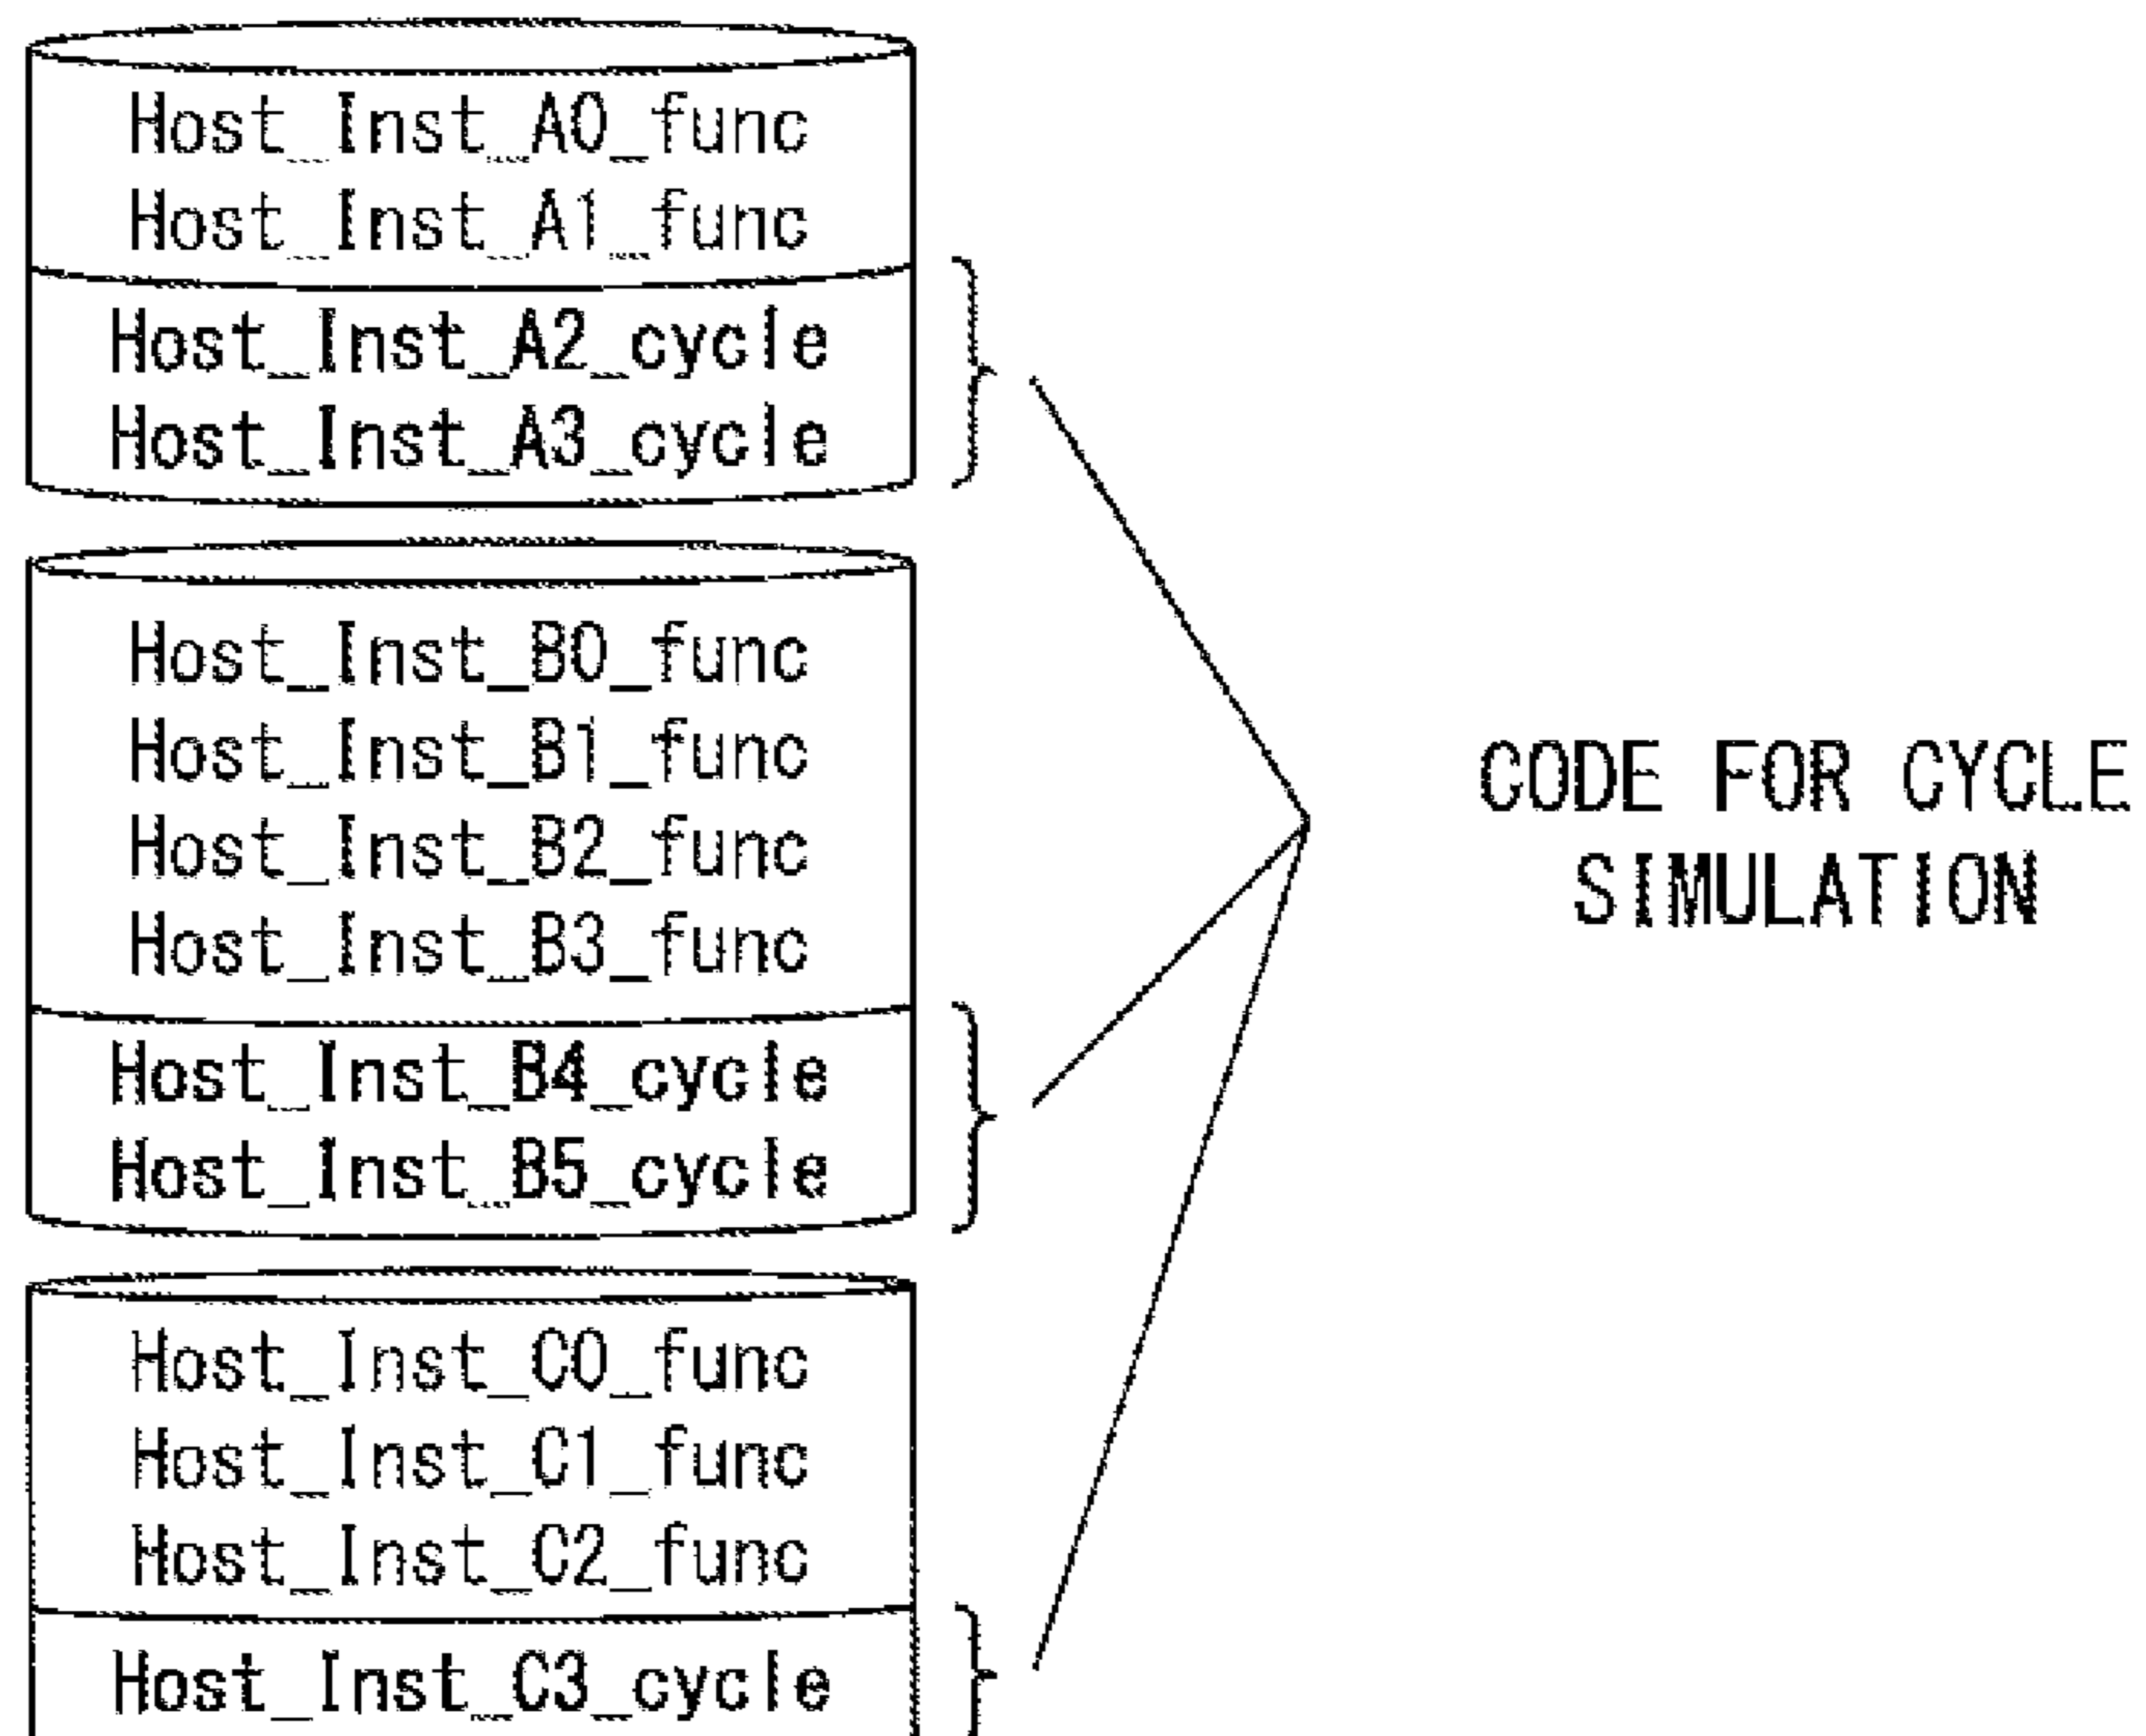 Host_Inst_A0_func
Host_Inst_A1_func
Host_Inst_A2_cycle
Host_Inst_A3_cycle
Host_Inst_B0_func
Host_Inst_B1_func
Host_Inst_B2_func
Host_Inst_B3_func
Host_Inst_B4_cycle
Host_Inst_B5_cycle
Host_Inst_C0_func
Host_Inst_C1_func
Host_Inst_C2_func
Host_Inst_C3_cycle
CODE FOR CYCLE
SIMULATION